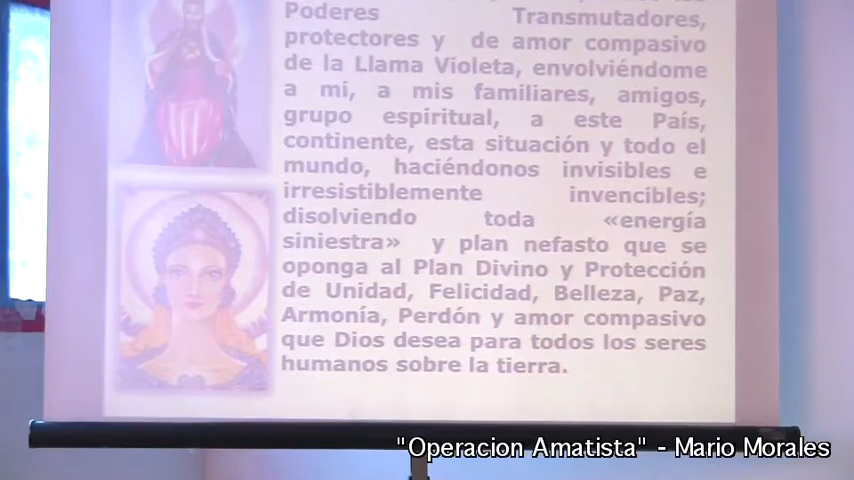 Poderes Transmutadores,
protectores y de amor compasivo
de la Llama Violeta, envolviéndome
a mi, a mis familiares, amigos,
grupo espiritual, a este País,
continente, esta situación y todo el
mundo, haciéndonos invisibles e
irresistiblemente invencibles;
disolviendo toda «energía
siniestra» y plan nefasto que se
oponga al Plan Divino y Protección
de Unidad, Felicidad, Belleza, Paz,
Armonía, Perdón y amor compasivo
que Dios desea para todos los seres
humanos sobre la tierra.
"Operacion Amatista" - Mario Morales